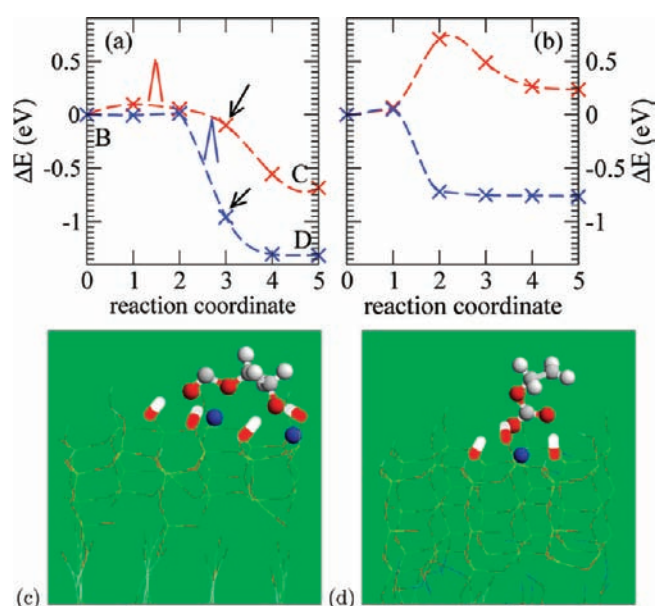 (a)
(b)
0.5
0
-0.5
-1
ΔE (eV)
B
C
D
0.5
0
-0.5
-1
ΔE (eV)
0 1 2 3 4 5
0 1 2 3 4 5
reaction coordinate
reaction coordinate
(c)
(d)